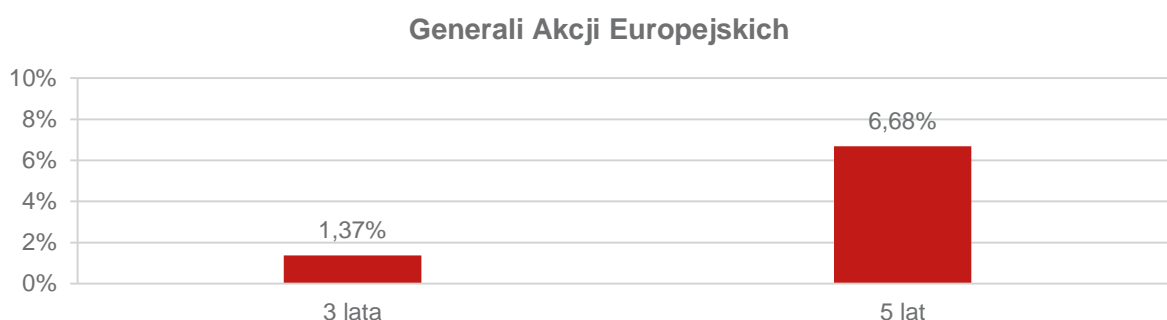 Generali Akcji Europejskich
10%
8%
6%
4%
2%
0%
1,37%
6,68%
3 lata
5 lat